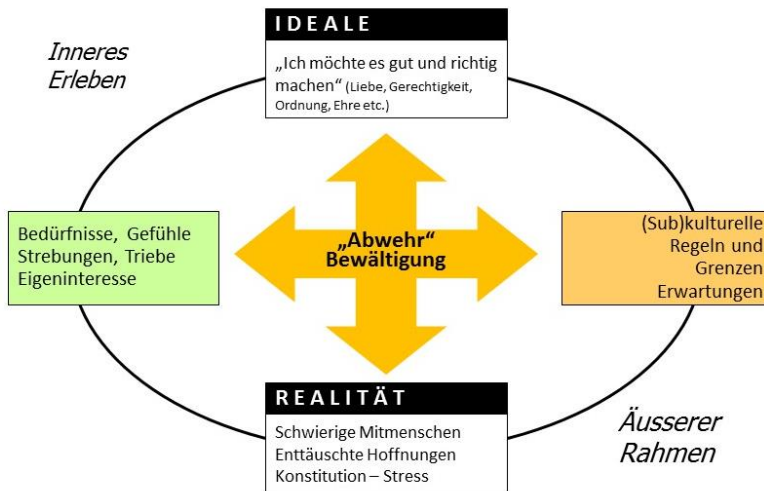 Inneres
Erleben
IDEALE
„Ich möchte es gut und richtig
machen“ (Liebe, Gerechtigkeit,
Ordnung, Ehre etc.)
Bedürfnisse, Gefühle
Strebungen, Triebe
Eigeninteresse
„Abwehr“
Bewältigung
(Sub)kulturelle
Regeln und
Grenzen
Erwartungen
REALITÄT
Schwierige Mitmenschen
Enttäuschte Hoffnungen
Konstitution – Stress
Äusserer
Rahmen